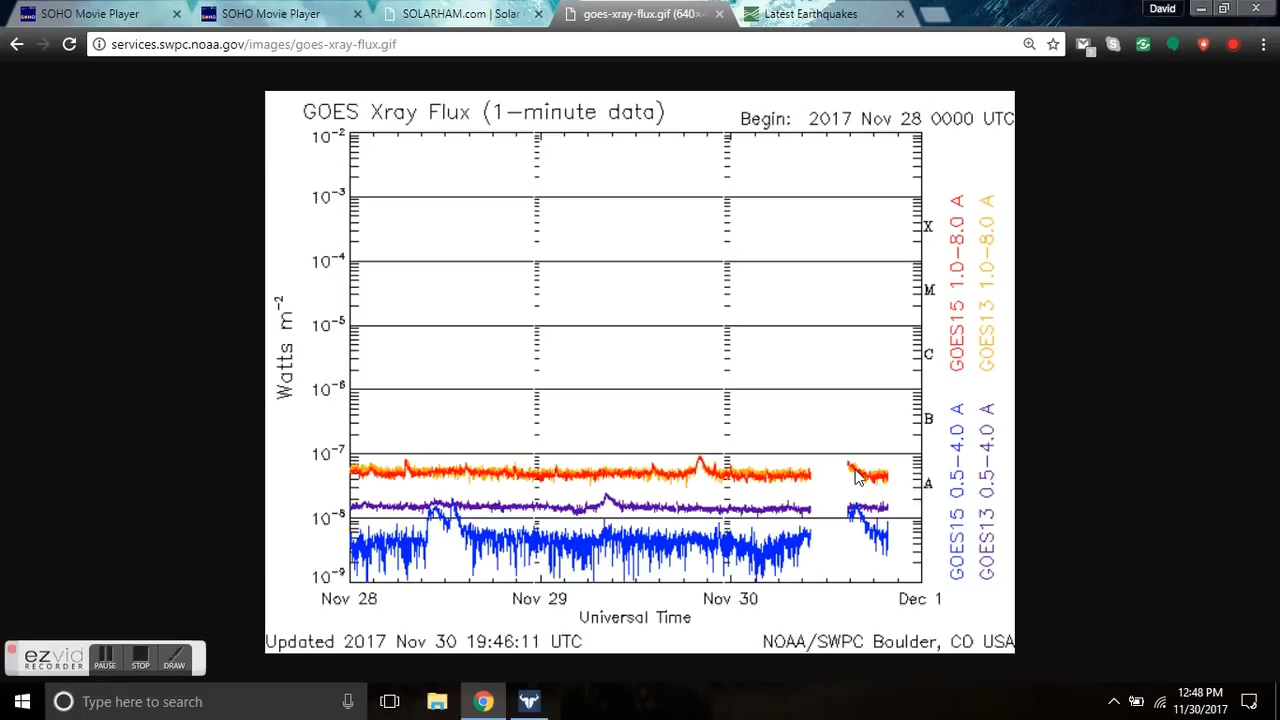 SOHO Movie Player
SOHO Movie Player
SOLARHAM.com | Solar
goes-xray-flux.gif (640×
Latest Earthquakes
David
services.swpc.noaa.gov/images/goes-xray-flux.gif
GOES Xray Flux (1-minute data)
Begin: 2017 Nov 28 0000 UTC
10⁻²
10⁻³
10⁻⁴
10⁻⁵
10⁻⁶
10⁻⁷
10⁻⁸
10⁻⁹
Watts m⁻²
X
M
C
B
A
GOES15 1.0-8.0 A
GOES13 1.0-8.0 A
GOES15 0.5-4.0 A
GOES13 0.5-4.0 A
Nov 28 Nov 29 Nov 30 Dec 1
Universal Time
Updated 2017 Nov 30 19:46:11 UTC
NOAA/SWPC Boulder, CO USA
ezvid
RECORDER
PAUSE
STOP
DRAW
Type here to search
12:48 PM
11/30/2017